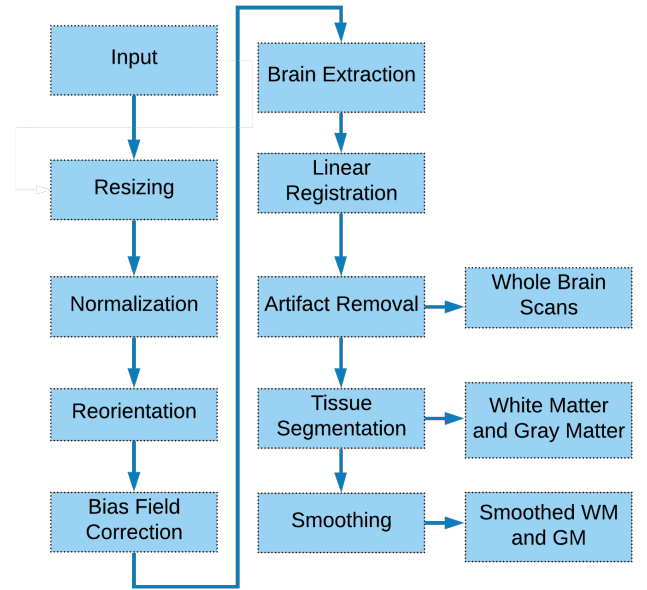 Input
Resizing
Normalization
Reorientation
Bias Field
Correction
Brain Extraction
Linear
Registration
Artifact Removal
Tissue
Segmentation
Smoothing
Whole Brain
Scans
White Matter
and Gray Matter
Smoothed WM
and GM